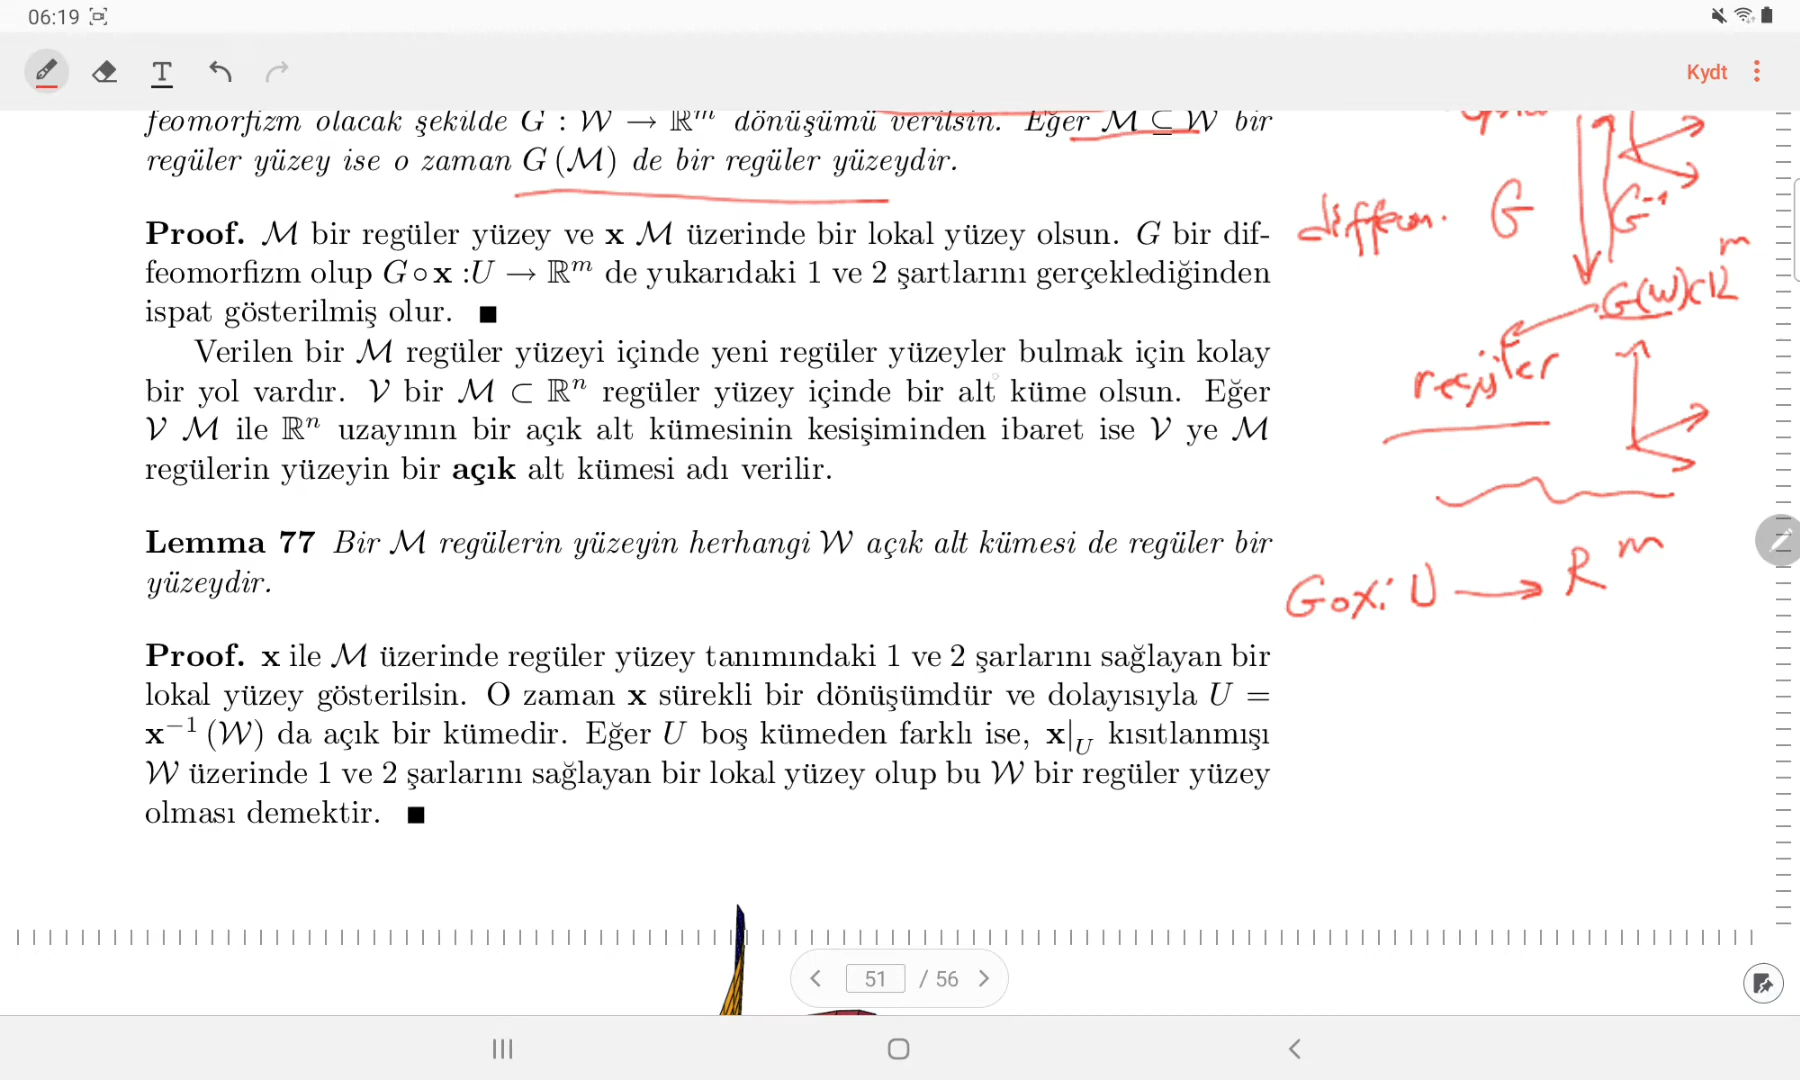 06:19
T
Kydt
feomorfizm olacak şekilde G : W → ℝᵐ dönüşümü verilsin. Eğer M ⊆ W bir
regüler yüzey ise o zaman G (M) de bir regüler yüzeydir.
Proof. M bir regüler yüzey ve x M üzerinde bir lokal yüzey olsun. G bir dif-
feomorfizm olup G ∘ x :U → ℝᵐ de yukarıdaki 1 ve 2 şartlarını gerçeklediğinden
ispat gösterilmiş olur. ■
Verilen bir M regüler yüzeyi içinde yeni regüler yüzeyler bulmak için kolay
bir yol vardır. V bir M ⊂ ℝⁿ regüler yüzey içinde bir alt küme olsun. Eğer
V M ile ℝⁿ uzayının bir açık alt kümesinin kesişiminden ibaret ise V ye M
regülerin yüzeyin bir açık alt kümesi adı verilir.
Lemma 77 Bir M regülerin yüzeyin herhangi W açık alt kümesi de regüler bir
yüzeydir.
Proof. x ile M üzerinde regüler yüzey tanımındaki 1 ve 2 şarlarını sağlayan bir
lokal yüzey gösterilsin. O zaman x sürekli bir dönüşümdür ve dolayısıyla U =
x⁻¹ (W) da açık bir kümedir. Eğer U boş kümeden farklı ise, x|_U kısıtlanmışı
W üzerinde 1 ve 2 şarlarını sağlayan bir lokal yüzey olup bu W bir regüler yüzey
olması demektir. ■
diffeom. G G⁻¹
G(W)⊂ℝᵐ
regüler
Gox: U → ℝᵐ
51 / 56